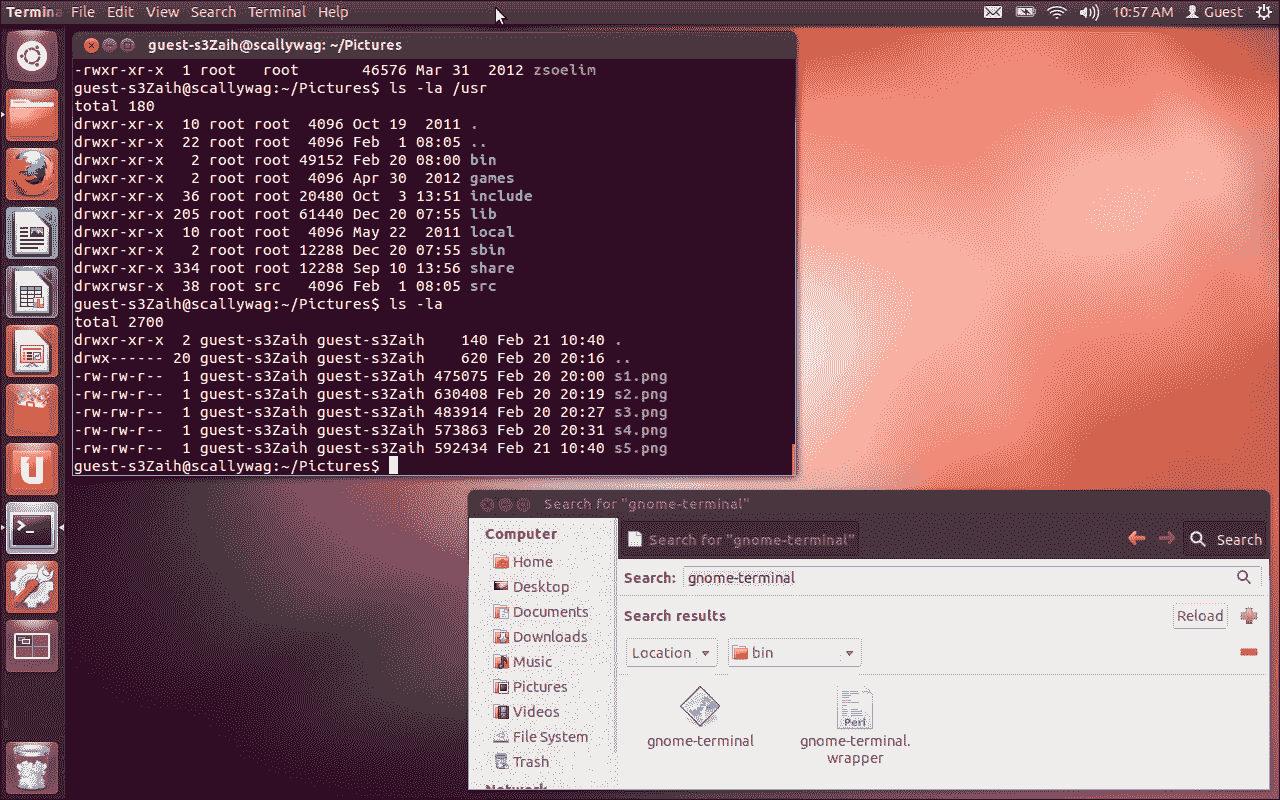 Termina File Edit View Search Terminal Help 10:57 AM Guest
guest-s3Zaih@scallywag: ~/Pictures
-rwxr-xr-x  1 root   root       46576 Mar 31  2012 zsoelim
guest-s3Zaih@scallywag:~/Pictures$ ls -la /usr
total 180
drwxr-xr-x  10 root root  4096 Oct 19  2011 .
drwxr-xr-x  22 root root  4096 Feb  1 08:05 ..
drwxr-xr-x   2 root root 49152 Feb 20 08:00 bin
drwxr-xr-x   2 root root  4096 Apr 30  2012 games
drwxr-xr-x  36 root root 20480 Oct  3 13:51 include
drwxr-xr-x 205 root root 61440 Dec 20 07:55 lib
drwxr-xr-x  10 root root  4096 May 22  2011 local
drwxr-xr-x   2 root root 12288 Dec 20 07:55 sbin
drwxr-xr-x 334 root root 12288 Sep 10 13:56 share
drwxrwsr-x  38 root src   4096 Feb  1 08:05 src
guest-s3Zaih@scallywag:~/Pictures$ ls -la
total 2700
drwxr-xr-x  2 guest-s3Zaih guest-s3Zaih    140 Feb 21 10:40 .
drwx------ 20 guest-s3Zaih guest-s3Zaih    620 Feb 20 20:16 ..
-rw-rw-r--  1 guest-s3Zaih guest-s3Zaih 475075 Feb 20 20:00 s1.png
-rw-rw-r--  1 guest-s3Zaih guest-s3Zaih 630408 Feb 20 20:19 s2.png
-rw-rw-r--  1 guest-s3Zaih guest-s3Zaih 483914 Feb 20 20:27 s3.png
-rw-rw-r--  1 guest-s3Zaih guest-s3Zaih 573863 Feb 20 20:31 s4.png
-rw-rw-r--  1 guest-s3Zaih guest-s3Zaih 592434 Feb 21 10:40 s5.png
guest-s3Zaih@scallywag:~/Pictures$
Search for "gnome-terminal"
Computer
Home
Desktop
Documents
Downloads
Music
Pictures
Videos
File System
Trash
Network
Search for "gnome-terminal" Search
Search: gnome-terminal
Search results Reload
Location bin
gnome-terminal
Perl
gnome-terminal.
wrapper